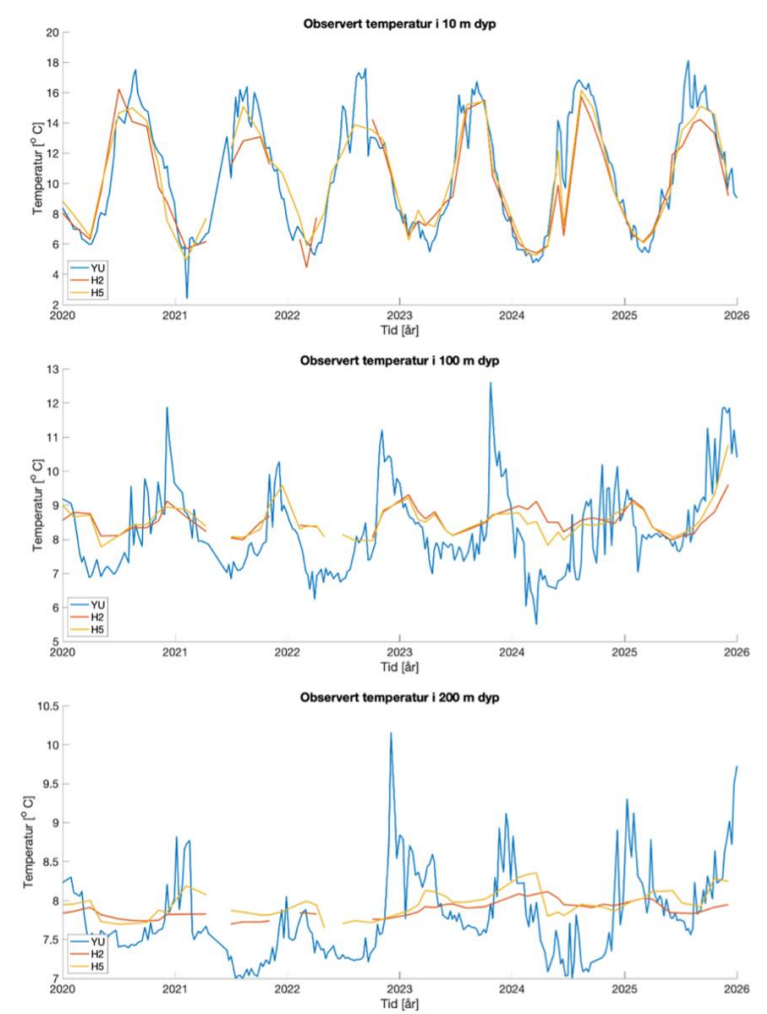 Observert temperatur i 10 m dyp
20
18
16
14
12
10
8
6
4
2
Temperatur [° C]
YU
H2
H5
2020 2021 2022 2023 2024 2025 2026
Tid [år]
Observert temperatur i 100 m dyp
13
12
11
10
9
8
7
6
5
Temperatur [° C]
YU
H2
H5
2020 2021 2022 2023 2024 2025 2026
Tid [år]
Observert temperatur i 200 m dyp
10.5
10
9.5
9
8.5
8
7.5
7
Temperatur [° C]
YU
H2
H5
2020 2021 2022 2023 2024 2025 2026
Tid [år]